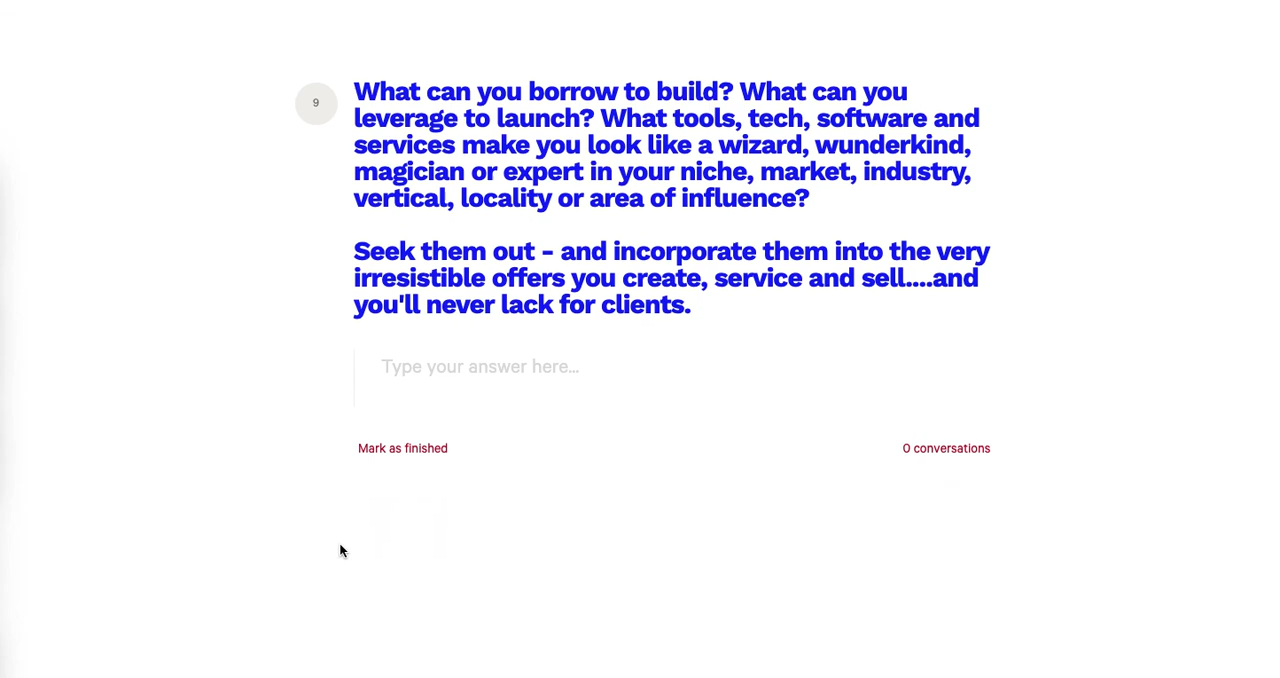 9
What can you borrow to build? What can you
leverage to launch? What tools, tech, software and
services make you look like a wizard, wunderkind,
magician or expert in your niche, market, industry,
vertical, locality or area of influence?
Seek them out - and incorporate them into the very
irresistible offers you create, service and sell....and
you'll never lack for clients.
Type your answer here...
Mark as finished
0 conversations